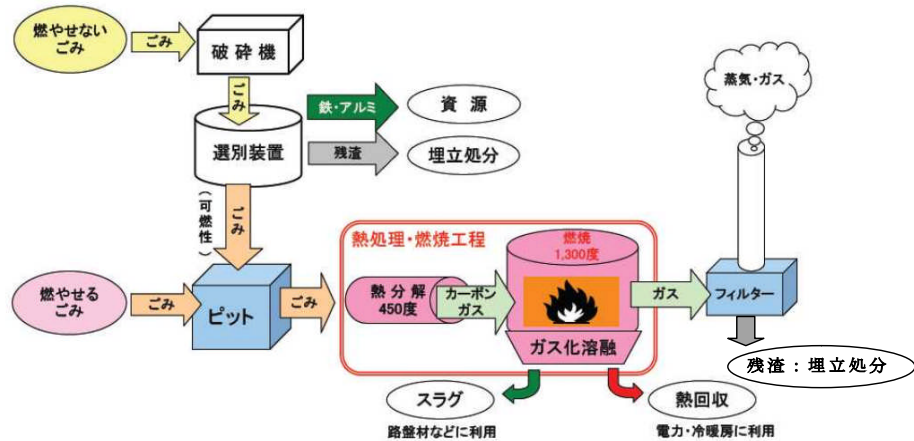 燃やせない
ごみ
ごみ
破砕機
ごみ
鉄・アルミ
資源
選別装置
残渣
埋立処分
蒸気・ガス
(可燃性)
ごみ
熱処理・燃焼工程
燃焼
1,300度
燃やせる
ごみ
ごみ
ピット
ごみ
熱分解
450度
カーボン
ガス
ガス
フィルター
ガス化溶融
残渣:埋立処分
スラグ
路盤材などに利用
熱回収
電力・冷暖房に利用